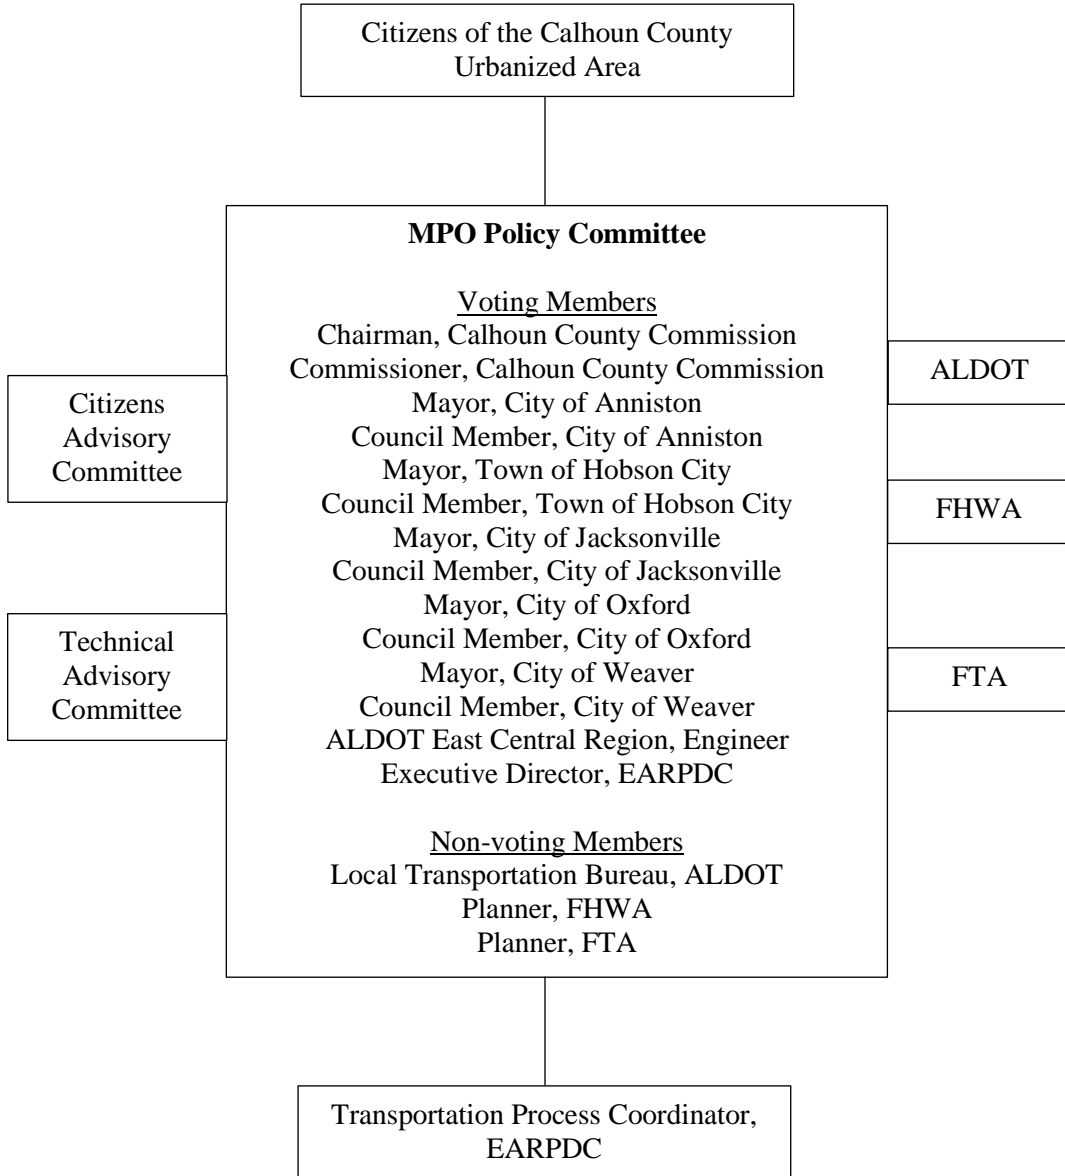 Citizens of the Calhoun County
Urbanized Area
MPO Policy Committee
Voting Members
Chairman, Calhoun County Commission
Commissioner, Calhoun County Commission
Mayor, City of Anniston
Council Member, City of Anniston
Mayor, Town of Hobson City
Council Member, Town of Hobson City
Mayor, City of Jacksonville
Council Member, City of Jacksonville
Mayor, City of Oxford
Council Member, City of Oxford
Mayor, City of Weaver
Council Member, City of Weaver
ALDOT East Central Region, Engineer
Executive Director, EARPDC
Non-voting Members
Local Transportation Bureau, ALDOT
Planner, FHWA
Planner, FTA
Citizens
Advisory
Committee
Technical
Advisory
Committee
ALDOT
FHWA
FTA
Transportation Process Coordinator,
EARPDC